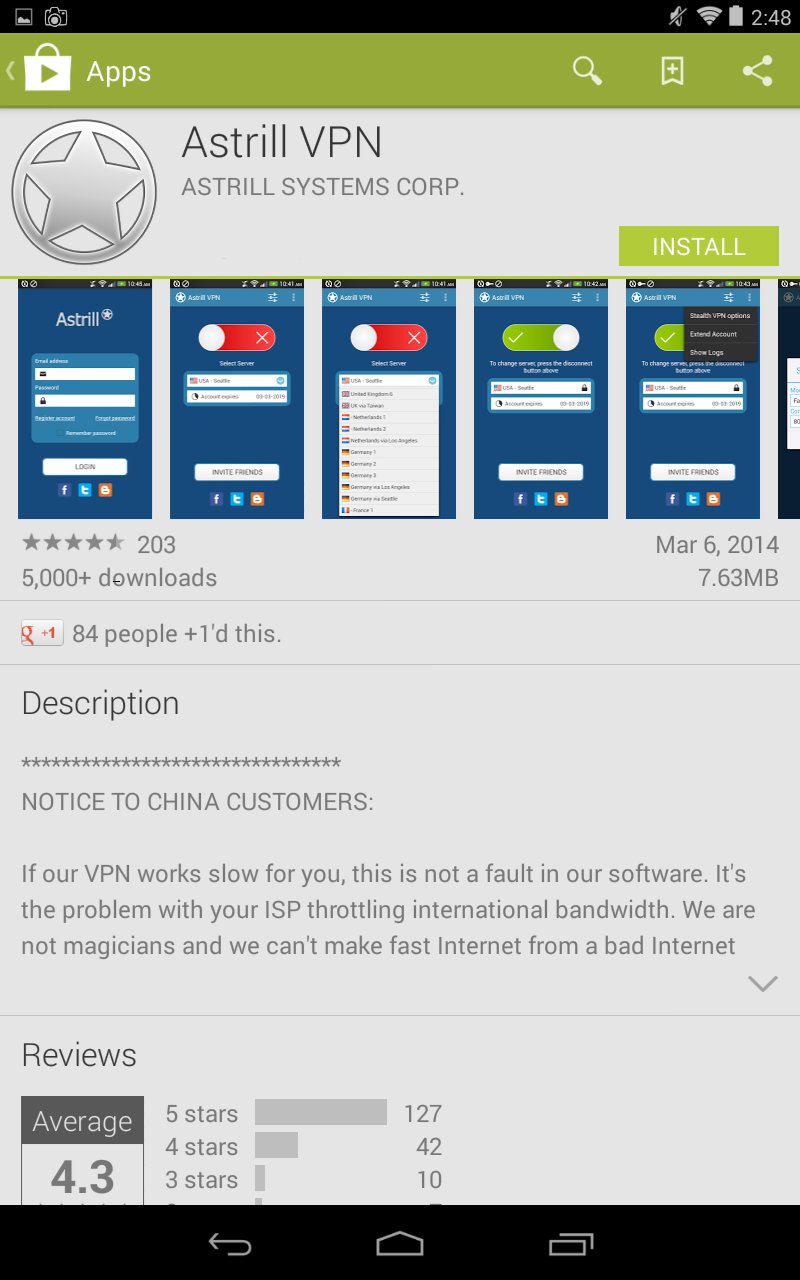 2:48
Apps
Astrill VPN
ASTRILL SYSTEMS CORP.
INSTALL
10:45 AM
Astrill
Email address
Password
Register account Forgot password
Remember password
LOGIN
10:41 AM
Astrill VPN
Select Server
USA - Seattle
Account expires 03-03-2019
INVITE FRIENDS
10:41 AM
Astrill VPN
Select Server
USA - Seattle
United Kingdom 6
UK via Taiwan
- Netherlands 1
- Netherlands 2
Netherlands via Los Angeles
Germany 1
Germany 2
Germany 3
Germany via Los Angeles
Germany via Seattle
- France 1
10:42 AM
Astrill VPN
To change server, press the disconnect
button above
USA - Seattle
Account expires 03-03-2019
INVITE FRIENDS
10:43 AM
Astrill VPN
Stealth VPN options
Extend Account
Show Logs
To change server, press the disconnect
button above
USA - Seattle
Account expires 03-03-2019
INVITE FRIENDS
203
Mar 6, 2014
5,000+ downloads
7.63MB
g +1 84 people +1'd this.
Description
********************************
NOTICE TO CHINA CUSTOMERS:
If our VPN works slow for you, this is not a fault in our software. It's
the problem with your ISP throttling international bandwidth. We are
not magicians and we can't make fast Internet from a bad Internet
Reviews
Average
4.3
5 stars 127
4 stars 42
3 stars 10